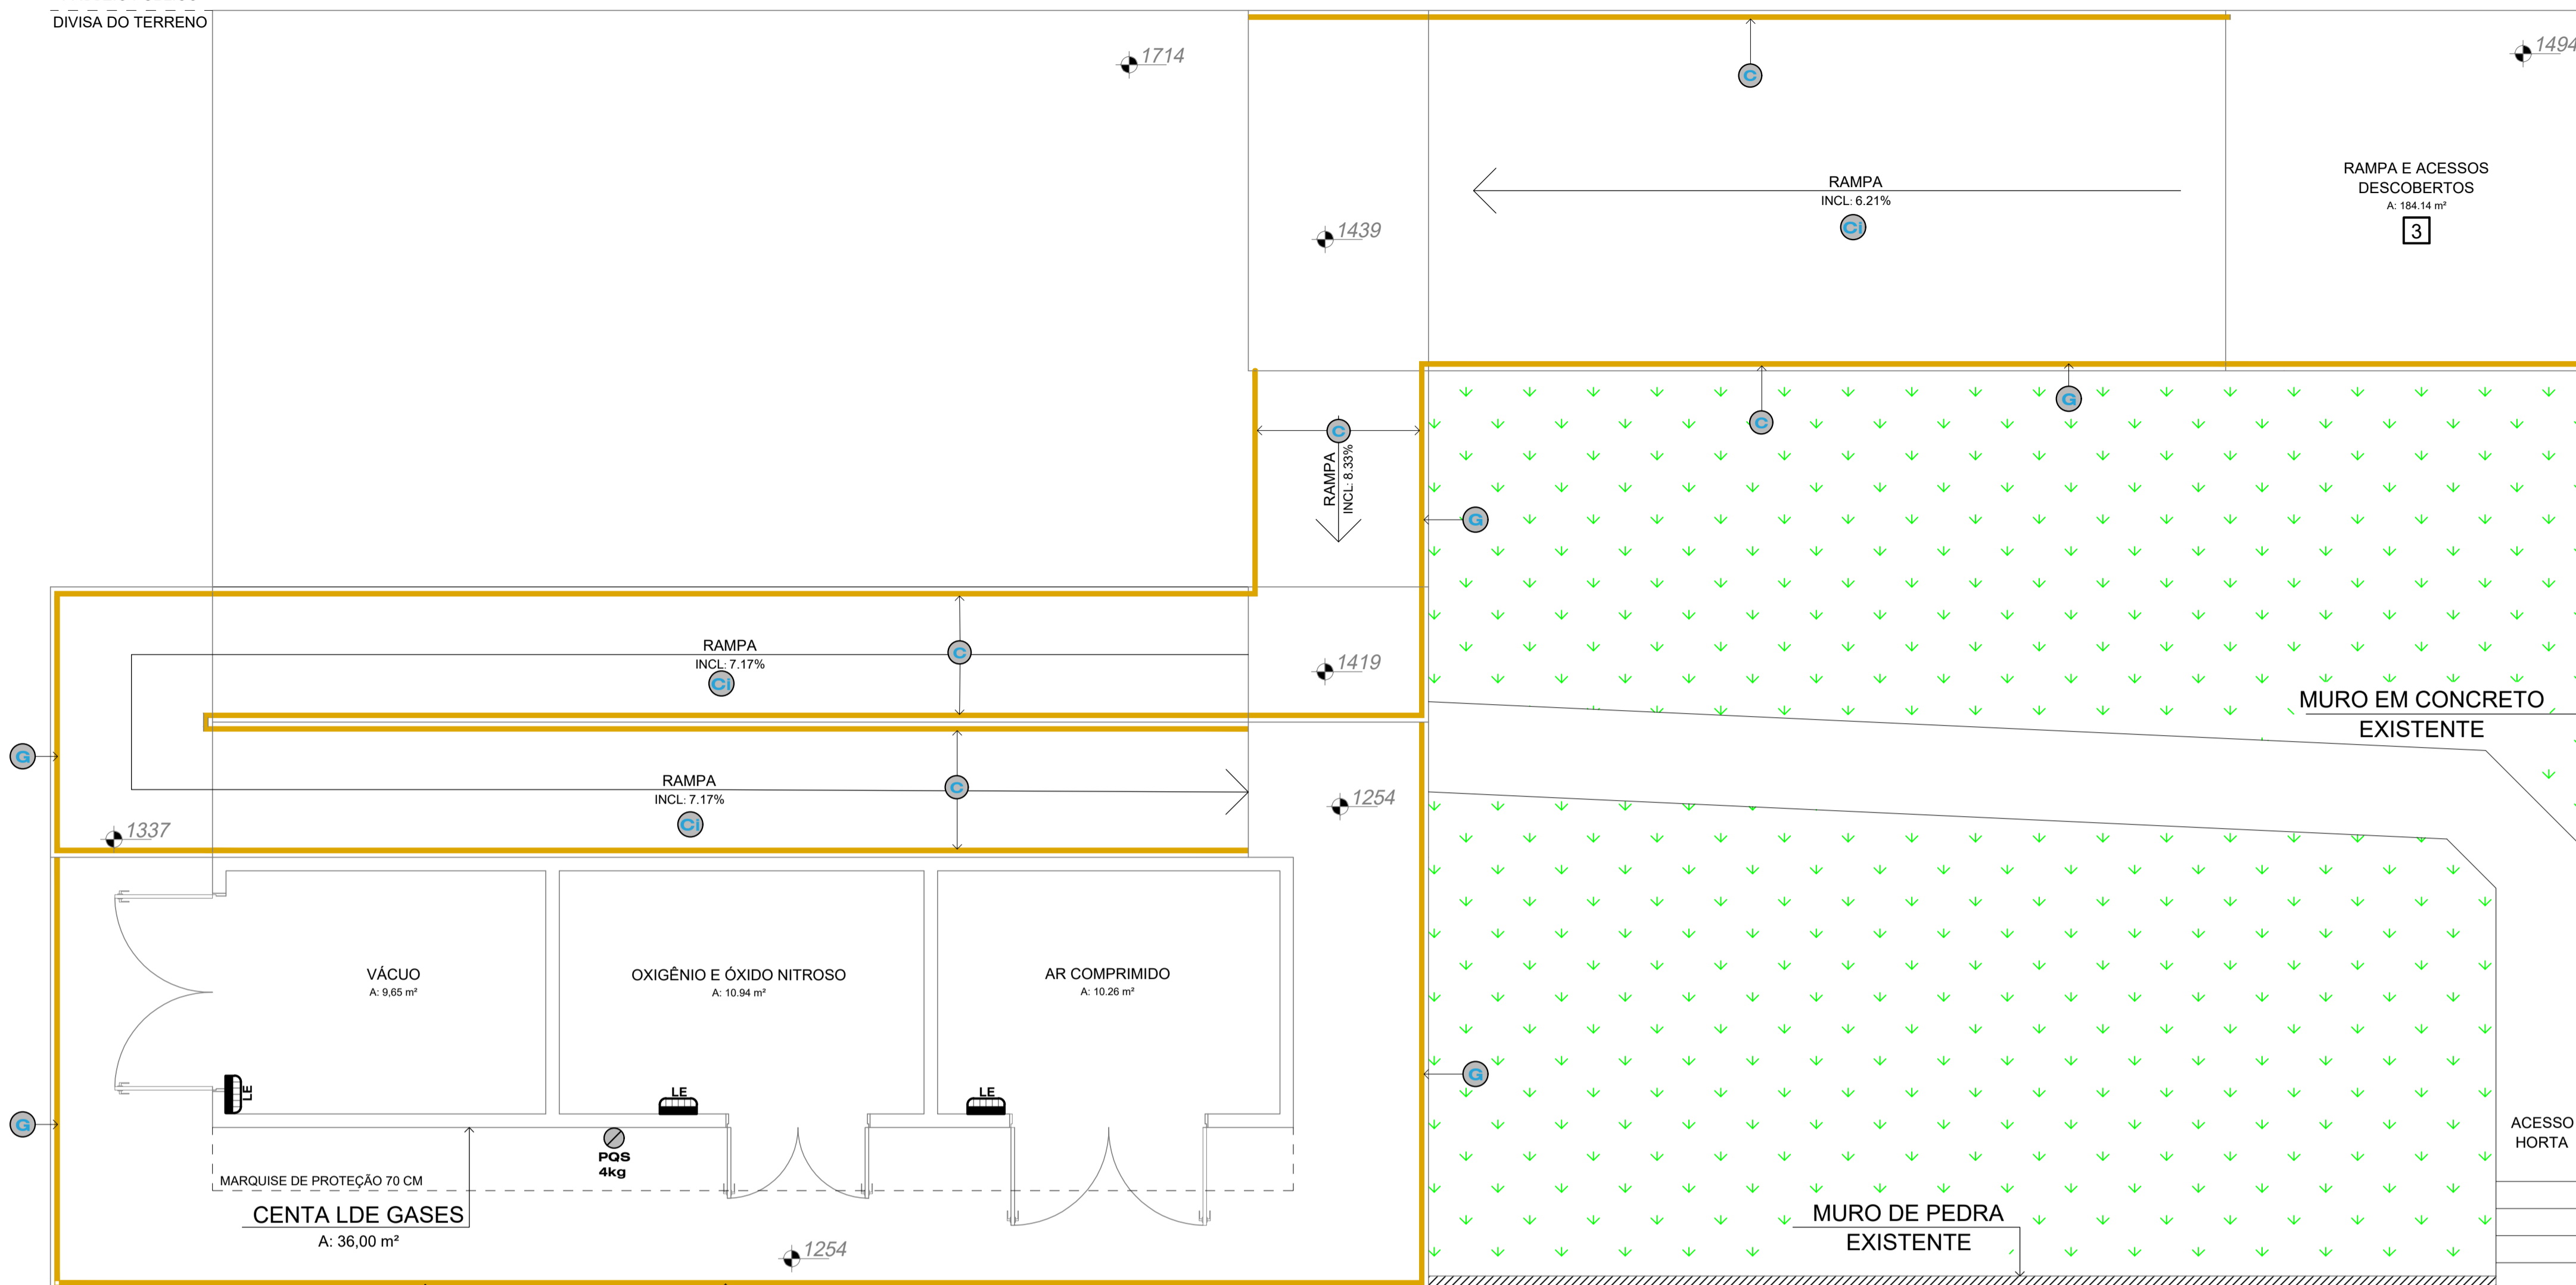 DIVISA DO TERRENO
1714
1494
C
RAMPA
INCL: 6.21%
Ci
RAMPA E ACESSOS
DESCOBERTOS
A: 184.14 m²
3
1439
C
RAMPA
INCL: 8.33%
C
G
G
RAMPA
INCL: 7.17%
Ci
C
1419
MURO EM CONCRETO
EXISTENTE
G
RAMPA
INCL: 7.17%
Ci
C
1254
1337
VÁCUO
A: 9,65 m²
OXIGÊNIO E ÓXIDO NITROSO
A: 10.94 m²
AR COMPRIMIDO
A: 10.26 m²
G
LE
LE
LE
G
PQS
4kg
ACESSO
HORTA
MARQUISE DE PROTEÇÃO 70 CM
CENTA LDE GASES
A: 36,00 m²
MURO DE PEDRA
EXISTENTE
1254